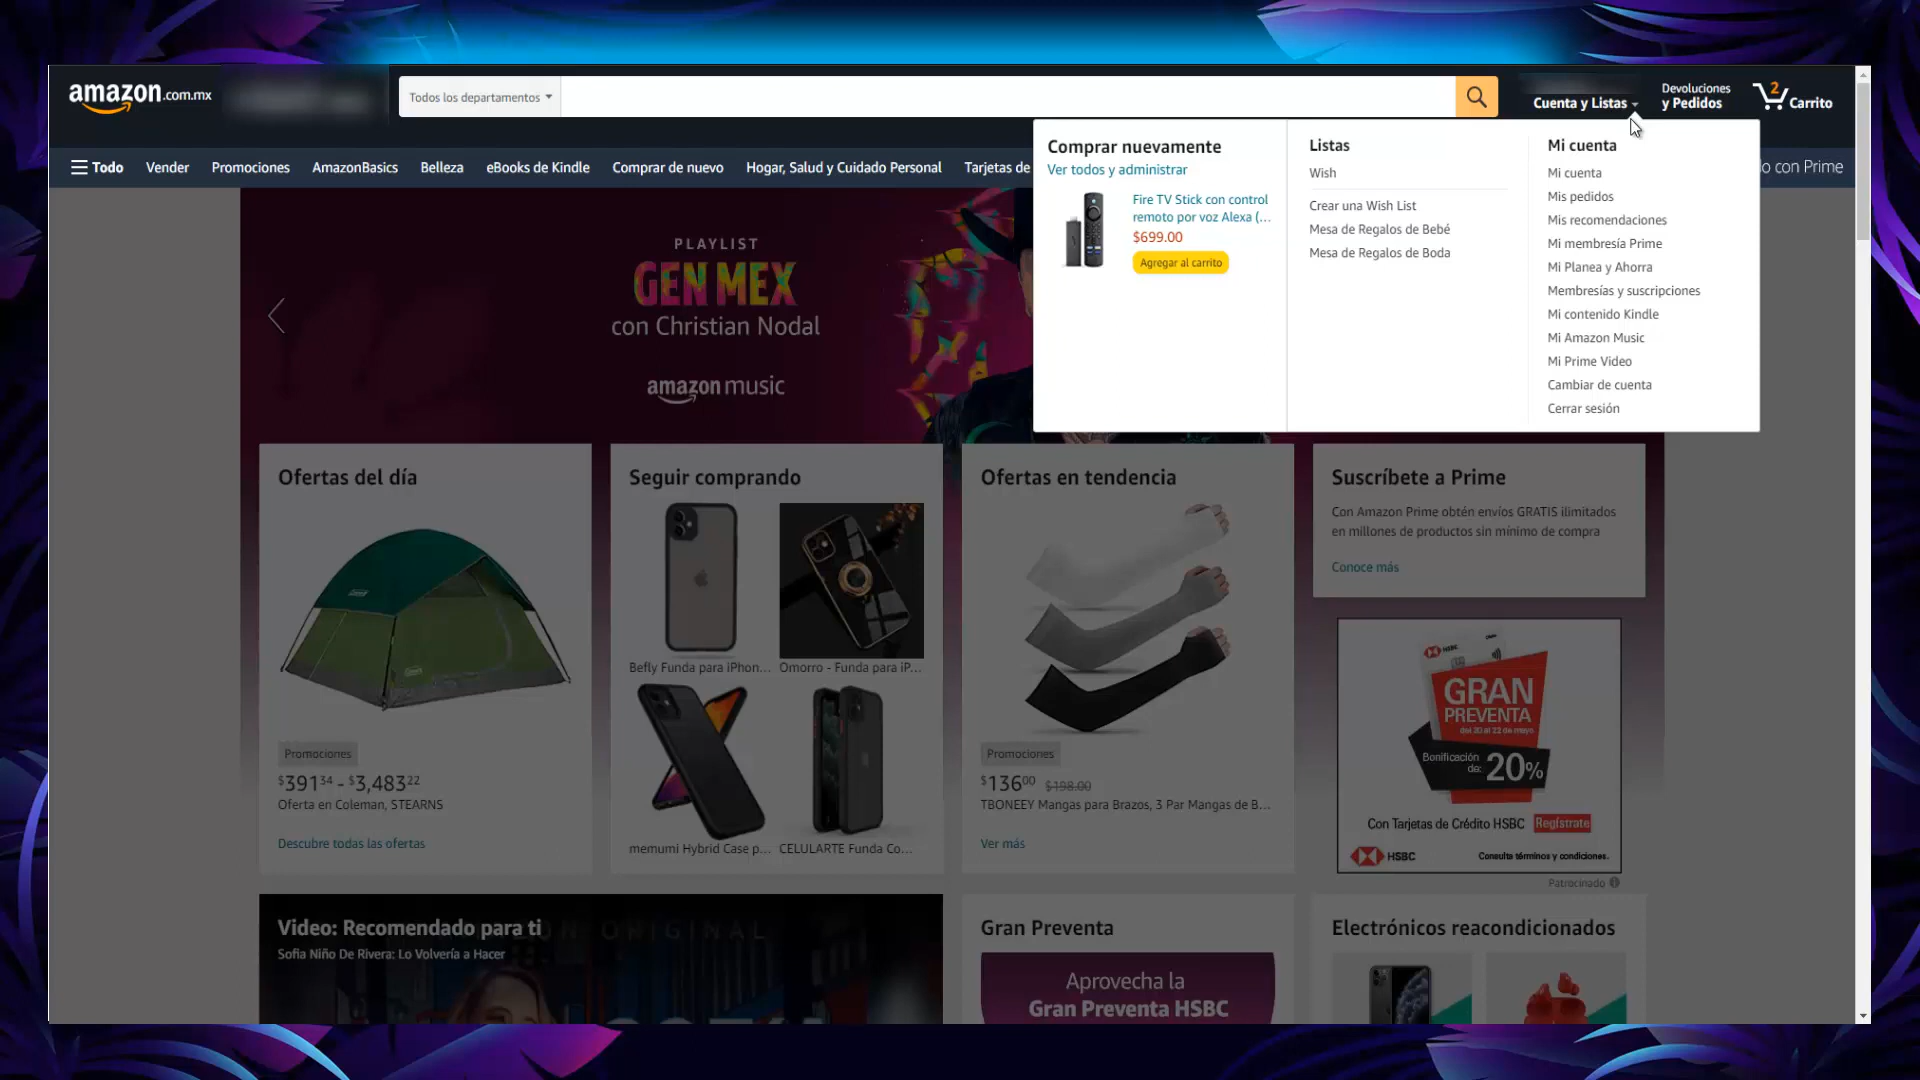 amazon.com.mx
Todos los departamentos
Cuenta y Listas
Devoluciones
y Pedidos
2
Carrito
Todo
Vender
Promociones
AmazonBasics
Belleza
eBooks de Kindle
Comprar de nuevo
Hogar, Salud y Cuidado Personal
Tarjetas de
o con Prime
Comprar nuevamente
Ver todos y administrar
Fire TV Stick con control
remoto por voz Alexa (...
$699.00
Agregar al carrito
Listas
Wish
Crear una Wish List
Mesa de Regalos de Bebé
Mesa de Regalos de Boda
Mi cuenta
Mi cuenta
Mis pedidos
Mis recomendaciones
Mi membresía Prime
Mi Planea y Ahorra
Membresías y suscripciones
Mi contenido Kindle
Mi Amazon Music
Mi Prime Video
Cambiar de cuenta
Cerrar sesión
PLAYLIST
GEN MEX
con Christian Nodal
amazon music
Ofertas del día
Coleman
Promociones
$391.34 - $3,483.22
Oferta en Coleman, STEARNS
Descubre todas las ofertas
Seguir comprando
Befly Funda para iPhon...
Omorro - Funda para iP...
memumi Hybrid Case p...
CELULARTE Funda Co...
Ofertas en tendencia
Promociones
$136.00 $198.00
TBONEEY Mangas para Brazos, 3 Par Mangas de B...
Ver más
Suscríbete a Prime
Con Amazon Prime obtén envíos GRATIS ilimitados
en millones de productos sin mínimo de compra
Conoce más
HSBC
GRAN
PREVENTA
del 20 al 22 de mayo
Bonificación
de: 20%
Con Tarjetas de Crédito HSBC Regístrate
HSBC
Consulta términos y condiciones.
Patrocinado
Video: Recomendado para ti
ON ORIGINAL
Sofia Niño De Rivera: Lo Volvería a Hacer
Gran Preventa
Aprovecha la
Gran Preventa HSBC
Electrónicos reacondicionados